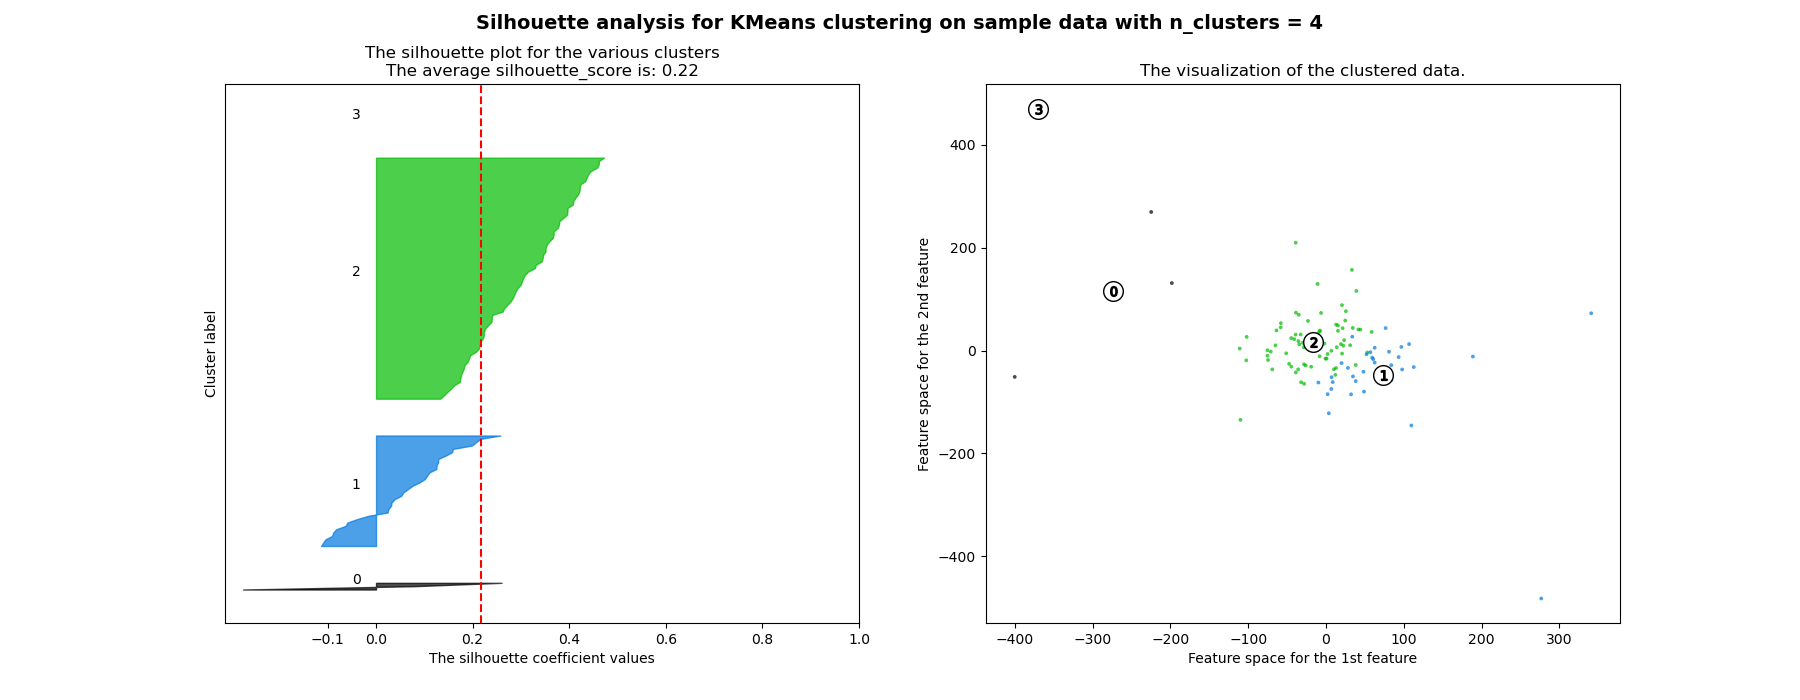 Silhouette analysis for KMeans clustering on sample data with n_clusters = 4
The silhouette plot for the various clusters
The average silhouette_score is: 0.22
3
2
1
0
Cluster label
−0.1 0.0 0.2 0.4 0.6 0.8 1.0
The silhouette coefficient values
The visualization of the clustered data.
400
200
0
−200
−400
Feature space for the 2nd feature
3
0
2
1
−400 −300 −200 −100 0 100 200 300
Feature space for the 1st feature